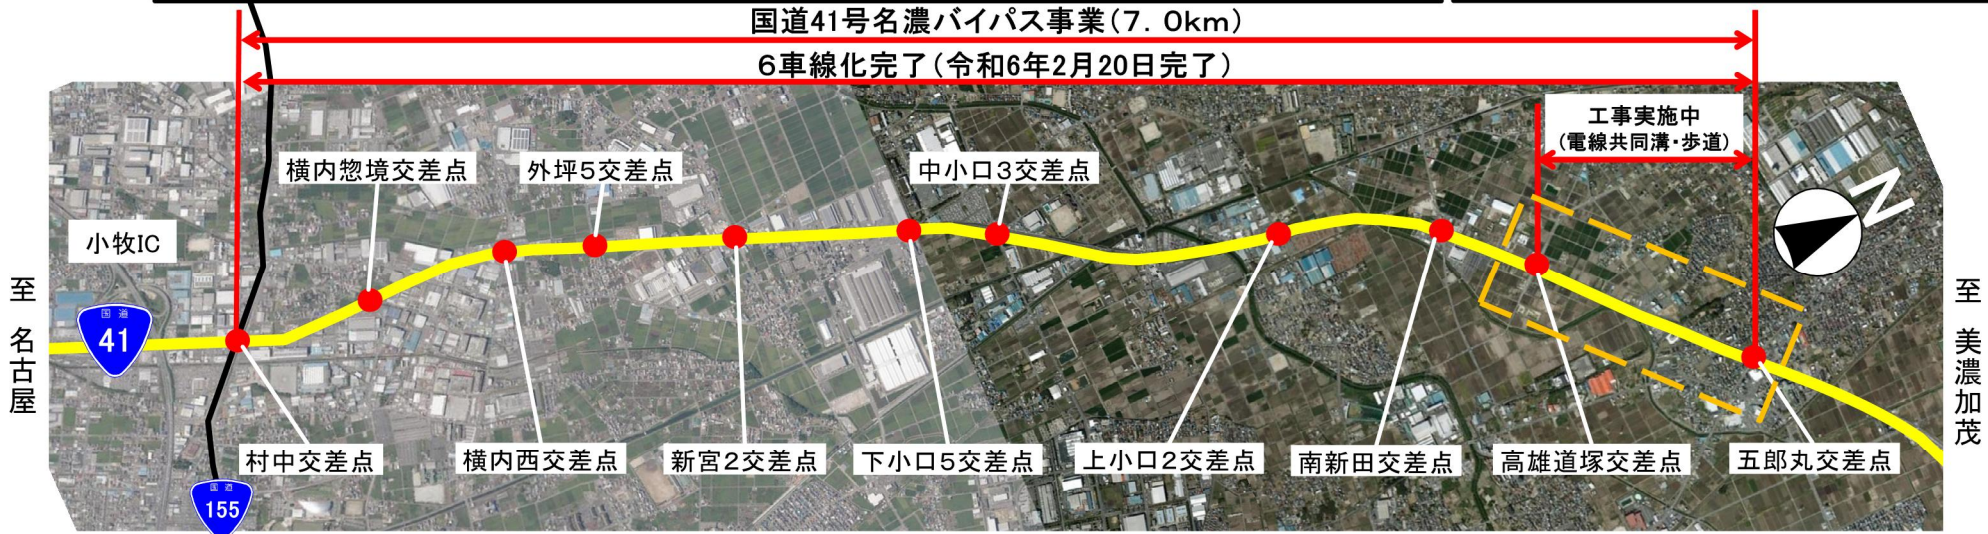 国道41号名濃バイパス事業(7.0km)
6車線化完了(令和6年2月20日完了)
工事実施中
(電線共同溝・歩道)
横内惣境交差点
外坪5交差点
中小口3交差点
小牧IC
N
至 名古屋
国道
41
至 美濃加茂
村中交差点
横内西交差点
新宮2交差点
下小口5交差点
上小口2交差点
南新田交差点
高雄道塚交差点
五郎丸交差点
国道
155